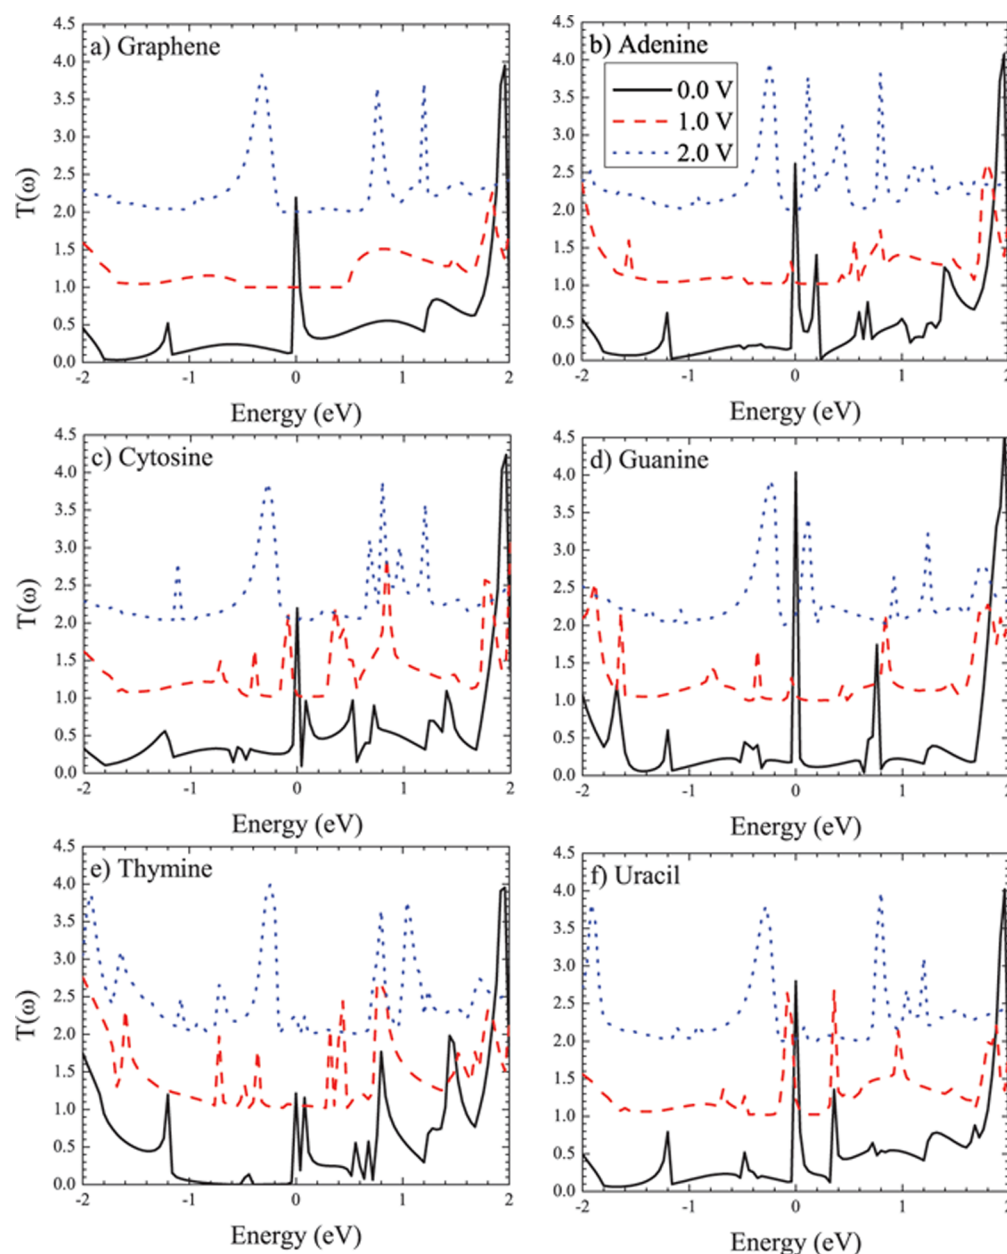 a) Graphene
4.5
4.0
3.5
3.0
2.5
2.0
1.5
1.0
0.5
0.0
T(ω)
-2 -1 0 1 2
Energy (eV)
b) Adenine
0.0 V
1.0 V
2.0 V
4.5
4.0
3.5
3.0
2.5
2.0
1.5
1.0
0.5
0.0
-2 -1 0 1 2
Energy (eV)
c) Cytosine
4.5
4.0
3.5
3.0
2.5
2.0
1.5
1.0
0.5
0.0
T(ω)
-2 -1 0 1 2
Energy (eV)
d) Guanine
4.5
4.0
3.5
3.0
2.5
2.0
1.5
1.0
0.5
0.0
-2 -1 0 1 2
Energy (eV)
e) Thymine
4.5
4.0
3.5
3.0
2.5
2.0
1.5
1.0
0.5
0.0
T(ω)
-2 -1 0 1 2
Energy (eV)
f) Uracil
4.5
4.0
3.5
3.0
2.5
2.0
1.5
1.0
0.5
0.0
-2 -1 0 1 2
Energy (eV)